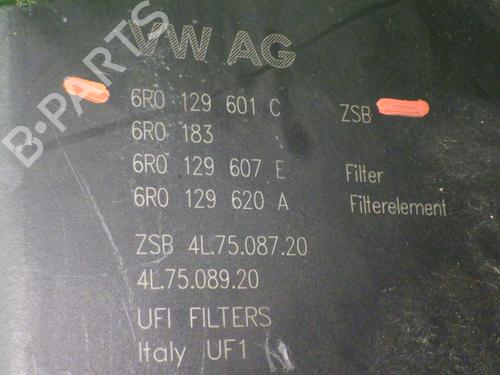 VW AG
6R0 129 601 C ZSB
6R0 183
6R0 129 607 E Filter
6R0 129 620 A Filterelement
ZSB 4L.75.087.20
4L.75.089.20
UFI FILTERS
Italy UF1
B-PARTS